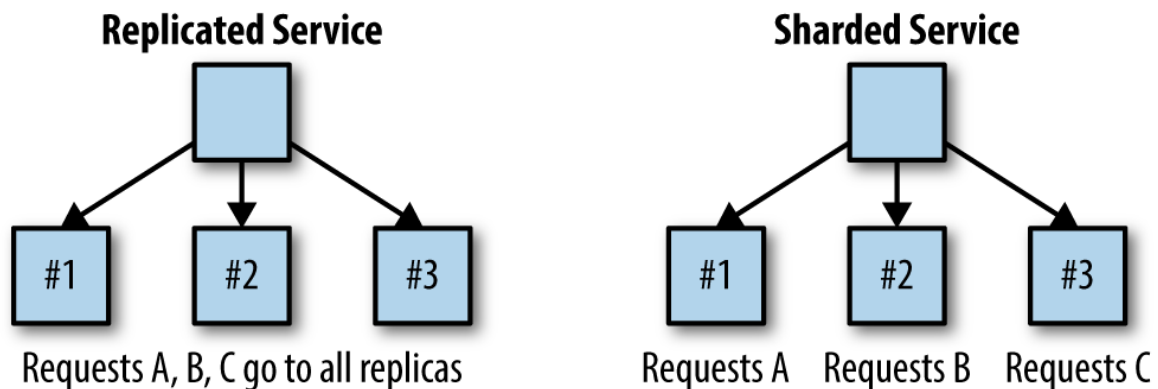 Replicated Service
#1
#2
#3
Requests A, B, C go to all replicas
Sharded Service
#1
#2
#3
Requests A
Requests B
Requests C